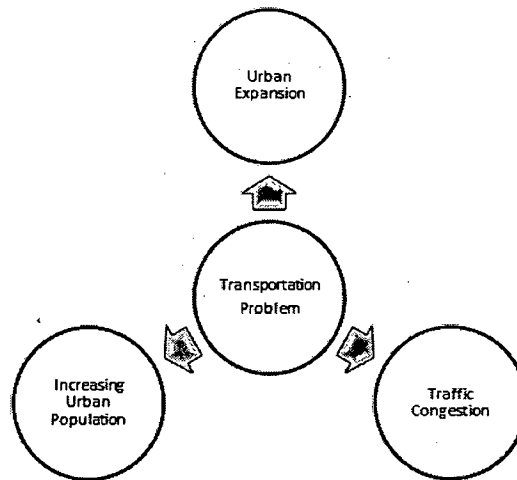 Urban
Expansion
Transportation
Problem
Increasing
Urban
Population
Traffic
Congestion